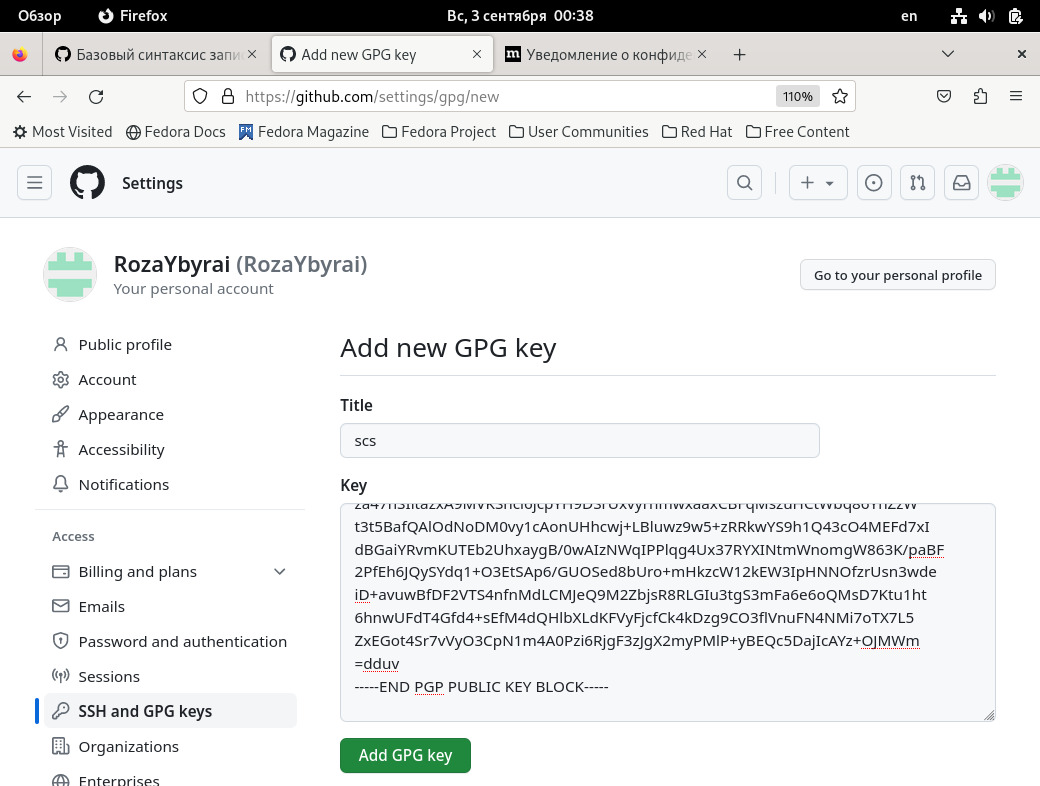 Обзор Firefox Вс, 3 сентября 00:38 en
Базовый синтаксис запи Add new GPG key Уведомление о конфиде
https://github.com/settings/gpg/new 110%
Most Visited Fedora Docs Fedora Magazine Fedora Project User Communities Red Hat Free Content
Settings
RozaYbyrai (RozaYbyrai)
Your personal account
Go to your personal profile
Public profile
Account
Appearance
Accessibility
Notifications
Access
Billing and plans
Emails
Password and authentication
Sessions
SSH and GPG keys
Organizations
Enterprises
Add new GPG key
Title
scs
Key
t3t5BafQAlOdNoDM0vy1cAonUHhcwj+LBluwz9w5+zRRkwYS9h1Q43cO4MEFd7xI
dBGaiYRvmKUTEb2UhxaygB/0wAIzNWqIPPlqg4Ux37RYXINtmWnomgW863K/paBF
2PfEh6JQySYdq1+O3EtSAp6/GUOSed8bUro+mHkzcW12kEW3IpHNNOfzrUsn3wde
iD+avuwBfDF2VTS4nfnMdLCMJeQ9M2ZbjsR8RLGIu3tgS3mFa6e6oQMsD7Ktu1ht
6hnwUFdT4Gfd4+sEfM4dQHlbXLdKFVyFjcfCk4kDzg9CO3flVnuFN4NMi7oTX7L5
ZxEGot4Sr7vVyO3CpN1m4A0Pzi6RjgF3zJgX2myPMlP+yBEQc5DajIcAYz+OJMWm
=dduv
-----END PGP PUBLIC KEY BLOCK-----
Add GPG key